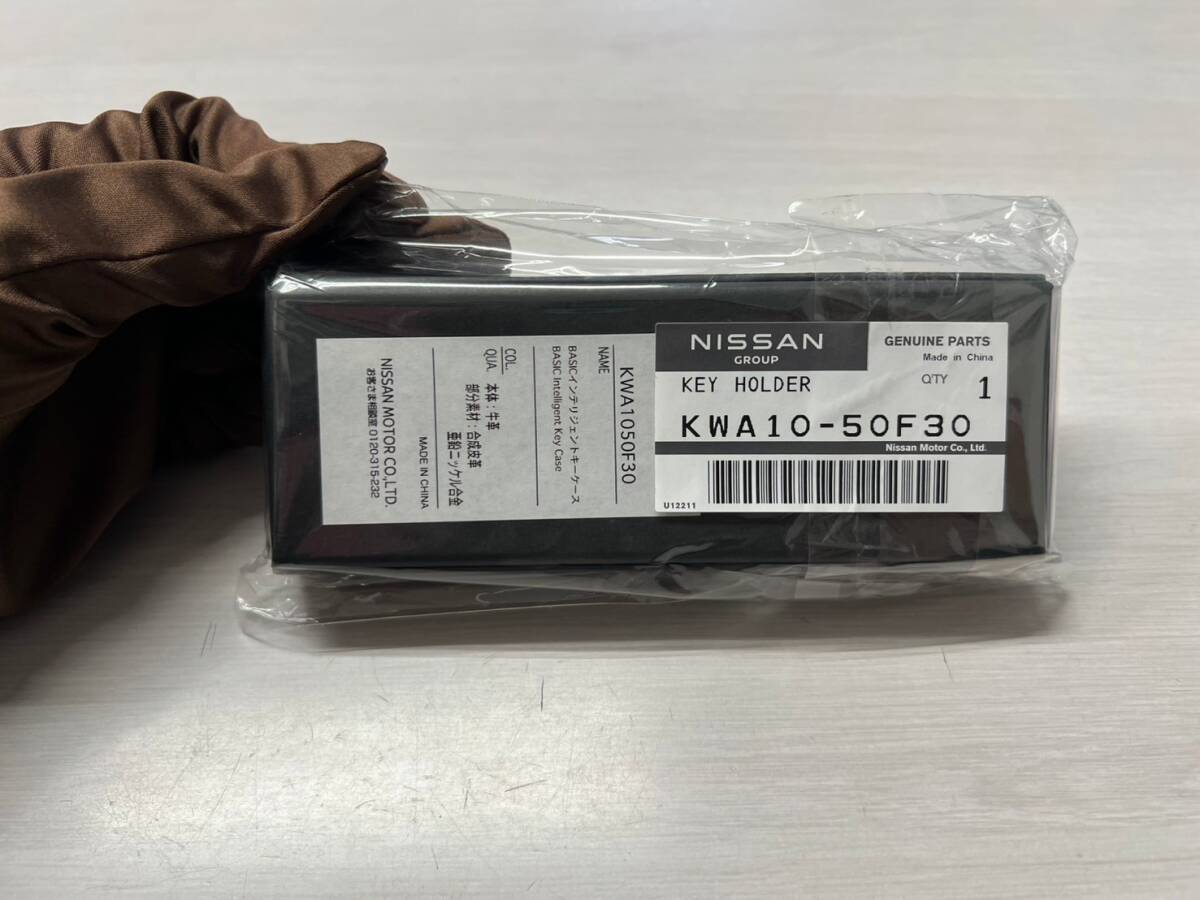 NISSAN
GROUP
GENUINE PARTS
Made in China
KEY HOLDER
Q'TY
1
KWA10-50F30
Nissan Motor Co., Ltd.
U12211
KWA1050F30
NAME
BASICインテリジェントキーケース
BASIC Intelligent Key Case
COL.
QUA.
本体:牛革
部分素材:合成皮革
亜鉛ニッケル合金
MADE IN CHINA
NISSAN MOTOR CO.,LTD.
お客さま相談室 0120-315-232